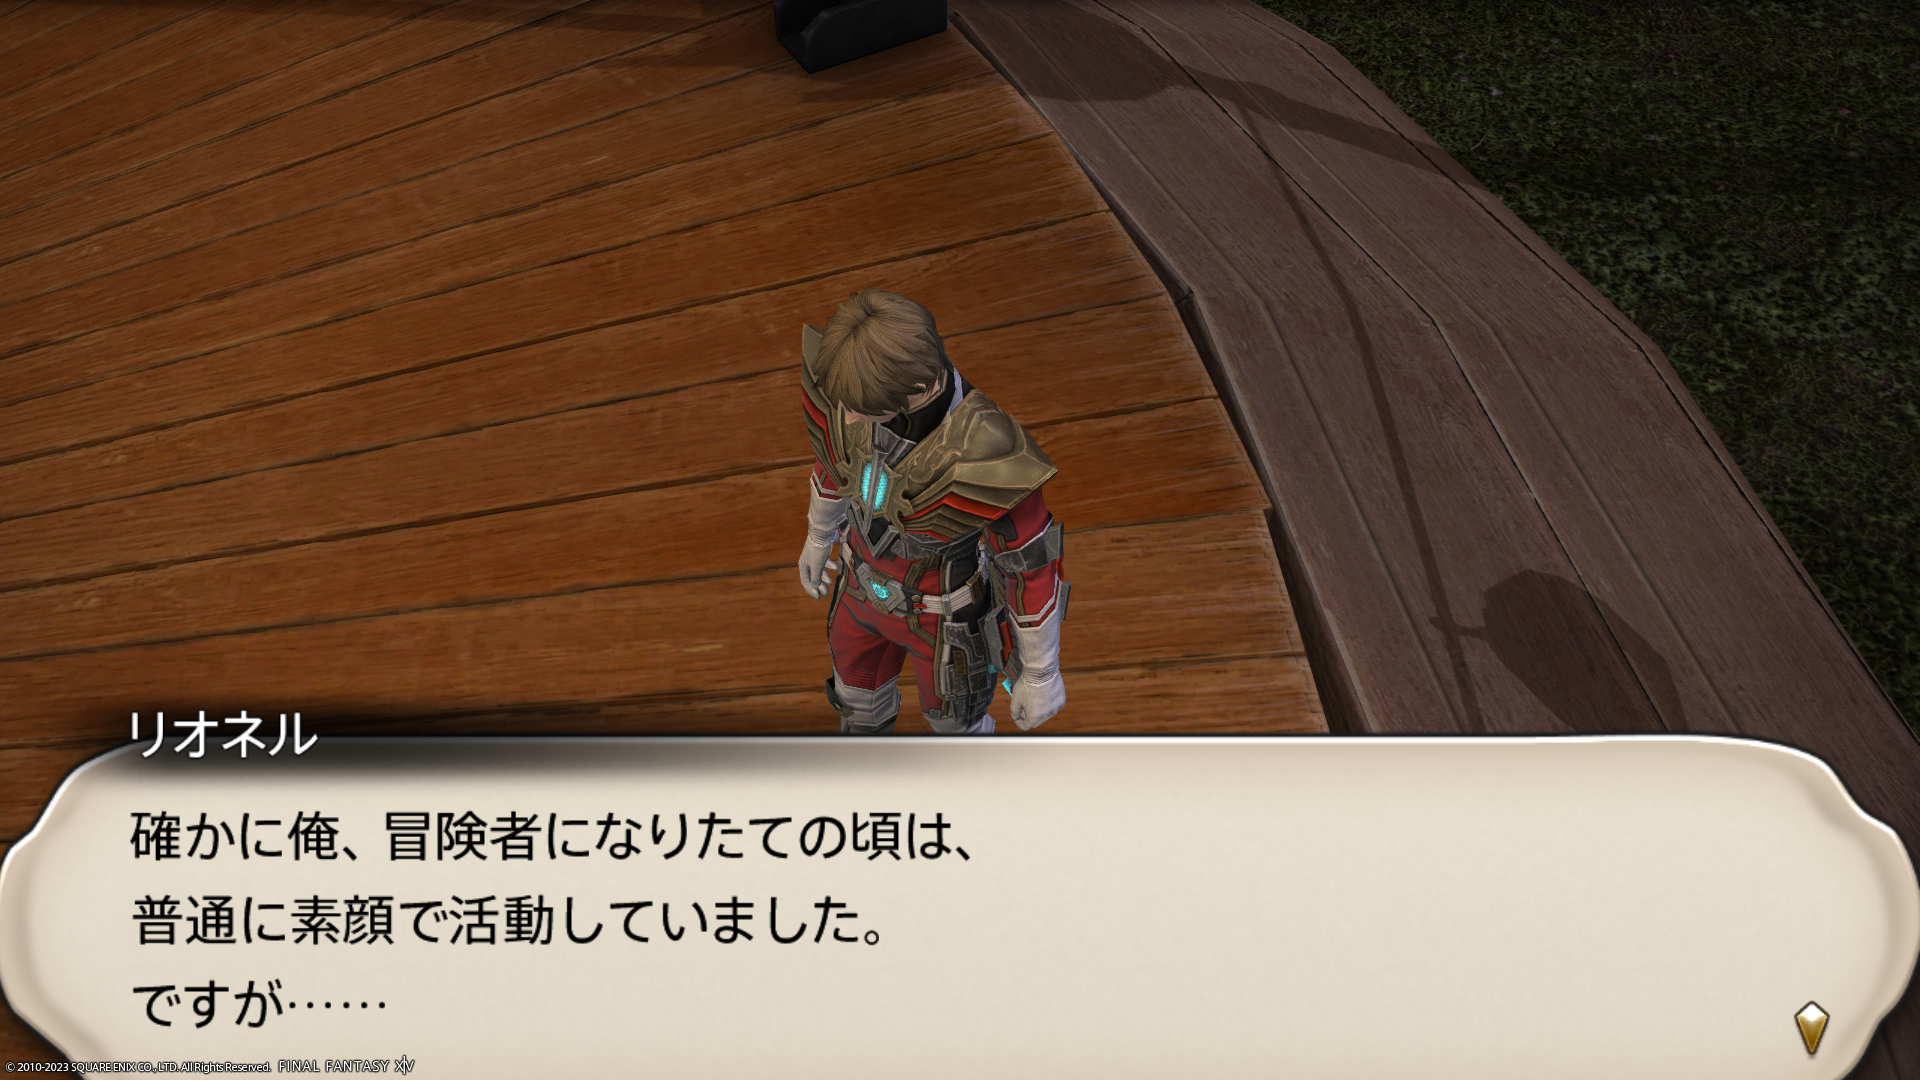 リオネル
確かに俺、冒険者になりたての頃は、
普通に素顔で活動していました。
ですが……
© 2010-2023 SQUARE ENIX CO., LTD. All Rights Reserved. FINAL FANTASY XIV